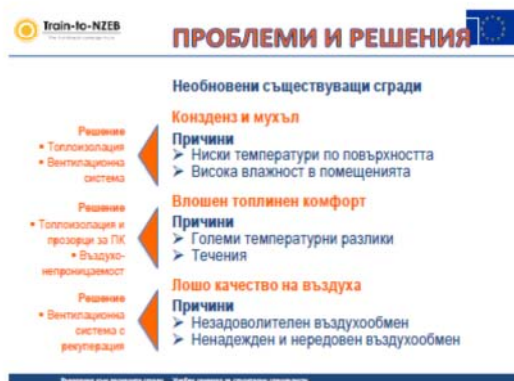 Train-to-NZEB
ПРОБЛЕМИ И РЕШЕНИЯ
Необновени съществуващи сгради
Конзденз и мухъл
Причини
➤ Ниски температури по повърхността
➤ Висока влажност в помещенията
Решение
▪ Топлоизолация
▪ Вентилационна
система
Влошен топлинен комфорт
Причини
➤ Големи температурни разлики
➤ Течения
Решение
▪ Топлоизолация и
прозорци за ПК
▪ Въздухо-
непроницаемост
Лошо качество на въздуха
Причини
➤ Незадоволителен въздухообмен
➤ Ненадежден и нередовен въздухообмен
Решение
▪ Вентилационна
система с
рекуперация